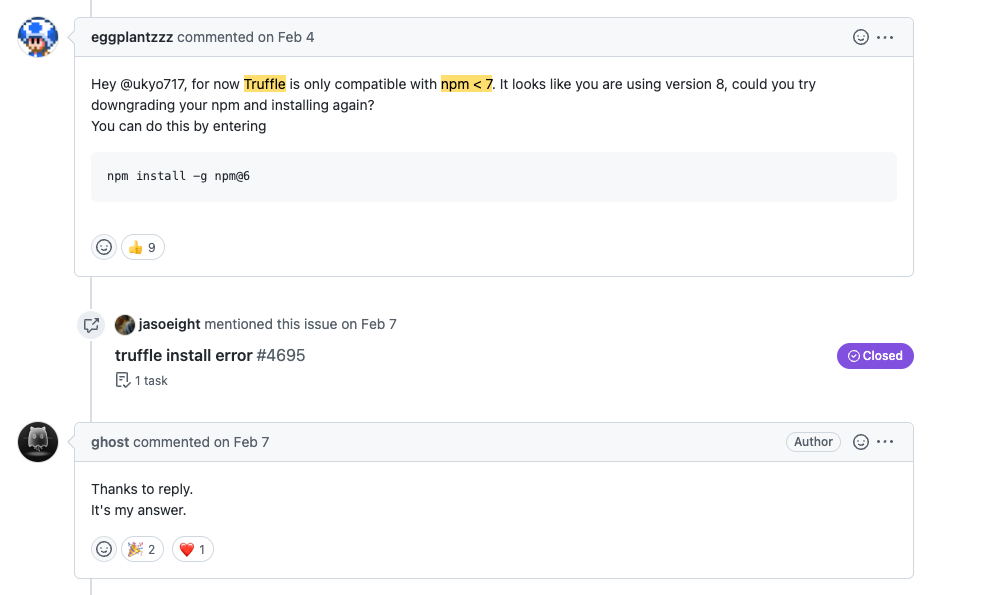 eggplantzzz commented on Feb 4
Hey @ukyo717, for now Truffle is only compatible with npm < 7. It looks like you are using version 8, could you try
downgrading your npm and installing again?
You can do this by entering
npm install -g npm@6
👍 9
jasoeight mentioned this issue on Feb 7
truffle install error #4695
Closed
1 task
ghost commented on Feb 7
Author
Thanks to reply.
It's my answer.
🎉 2 ❤️ 1